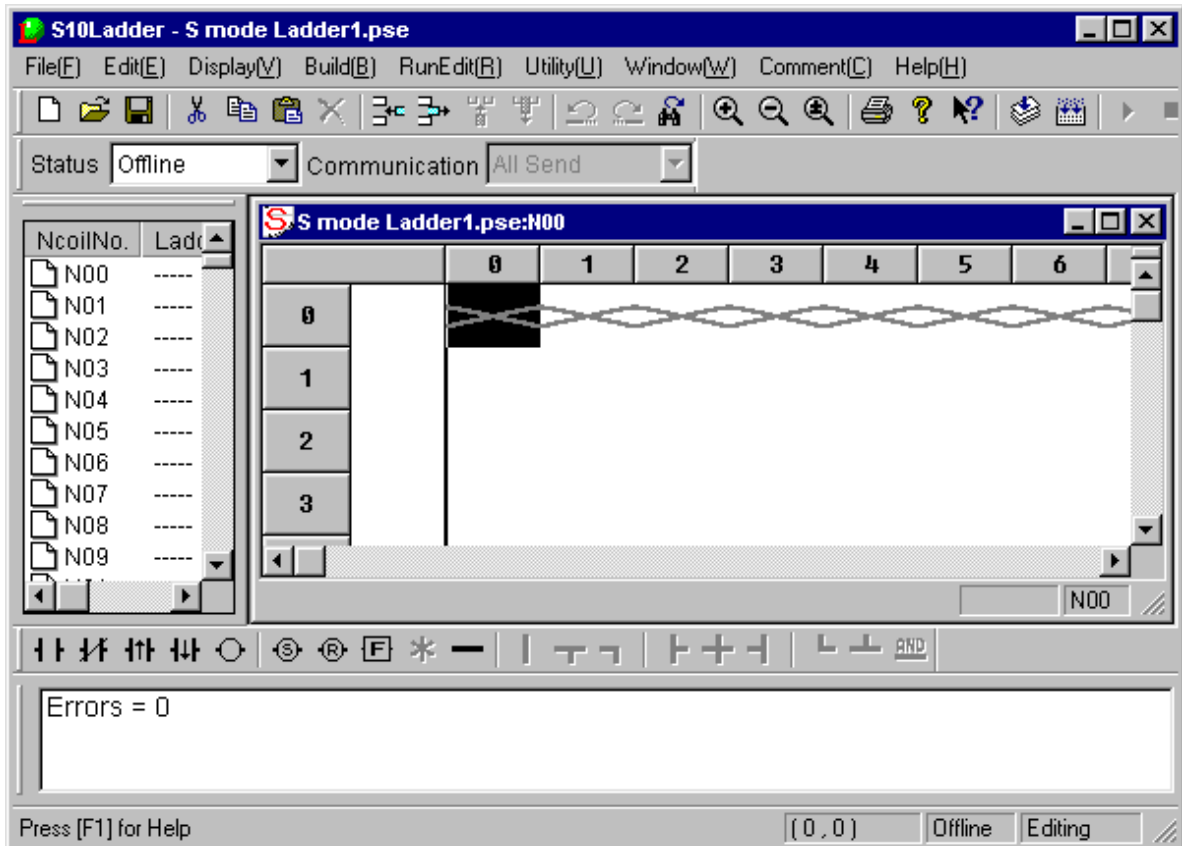 S10Ladder - S mode Ladder1.pse
File(F) Edit(E) Display(V) Build(B) RunEdit(R) Utility(U) Window(W) Comment(C) Help(H)
Status Offline Communication All Send
NcoilNo. Ladd
N00 -----
N01 -----
N02 -----
N03 -----
N04 -----
N05 -----
N06 -----
N07 -----
N08 -----
N09 -----
S S mode Ladder1.pse:N00
0 1 2 3 4 5 6
0
1
2
3
N00
S R F AND
Errors = 0
Press [F1] for Help (0,0) Offline Editing